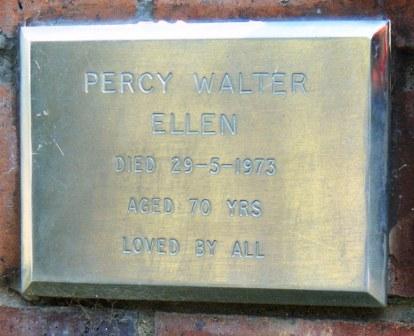 PERCY WALTER
ELLEN
DIED 29-5-1973
AGED 70 YRS
LOVED BY ALL